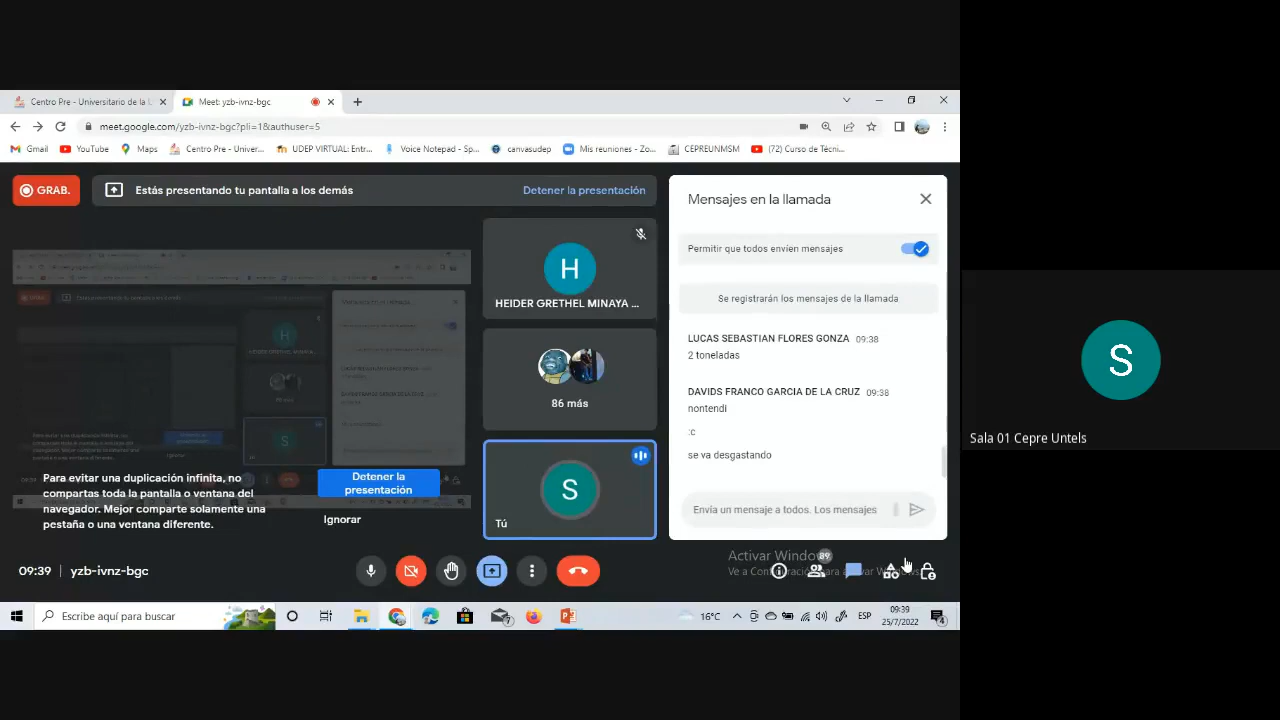 Centro Pre - Universitario de la l.
Meet: yzb-ivnz-bgc
meet.google.com/yzb-ivnz-bgc?pli=1&authuser=5
Gmail
YouTube
Maps
Centro Pre - Univer...
UDEP VIRTUAL: Entr...
Voice Notepad - Sp...
canvasudep
Mis reuniones - Zo...
CEPREUNMSM
(72) Curso de Técni...
GRAB.
Estás presentando tu pantalla a los demás
Detener la presentación
H
HEIDER GRETHEL MINAYA ...
86 más
S
Tú
Para evitar una duplicación infinita, no
compartas toda la pantalla o ventana del
navegador. Mejor comparte solamente una
pestaña o una ventana diferente.
Detener la
presentación
Ignorar
Mensajes en la llamada
Permitir que todos envíen mensajes
Se registrarán los mensajes de la llamada
LUCAS SEBASTIAN FLORES GONZA 09:38
2 toneladas
DAVIDS FRANCO GARCIA DE LA CRUZ 09:38
nontendi
:c
se va desgastando
Envía un mensaje a todos. Los mensajes
09:39 | yzb-ivnz-bgc
Activar Windo
89
Escribe aquí para buscar
7
16°C
ESP
09:39
25/7/2022
4
S
Sala 01 Cepre Untels